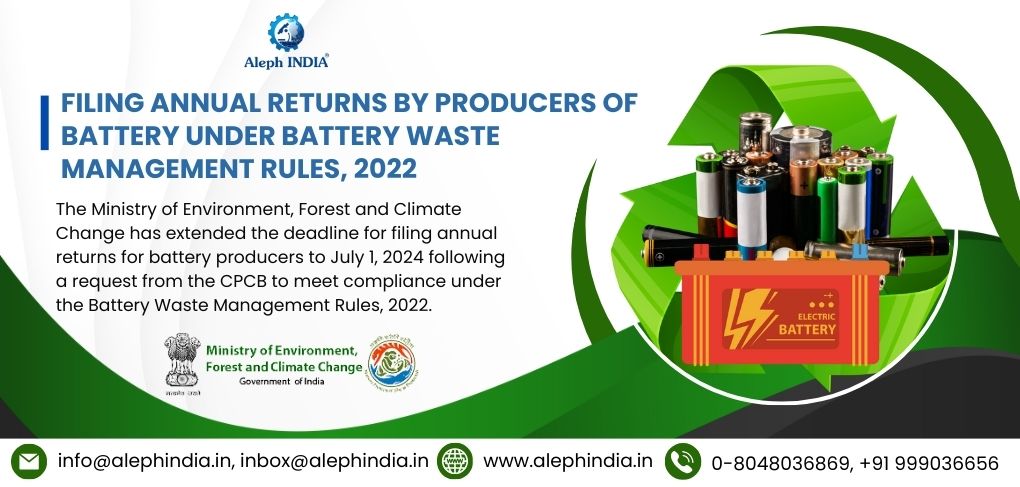 Aleph INDIA
FILING ANNUAL RETURNS BY PRODUCERS OF
BATTERY UNDER BATTERY WASTE
MANAGEMENT RULES, 2022
The Ministry of Environment, Forest and Climate
Change has extended the deadline for filing annual
returns for battery producers to July 1, 2024 following
a request from the CPCB to meet compliance under
the Battery Waste Management Rules, 2022.
सत्यमेव जयते
Ministry of Environment,
Forest and Climate Change
Government of India
ELECTRIC
BATTERY
info@alephindia.in, inbox@alephindia.in
www.alephindia.in
0-8048036869, +91 999036656